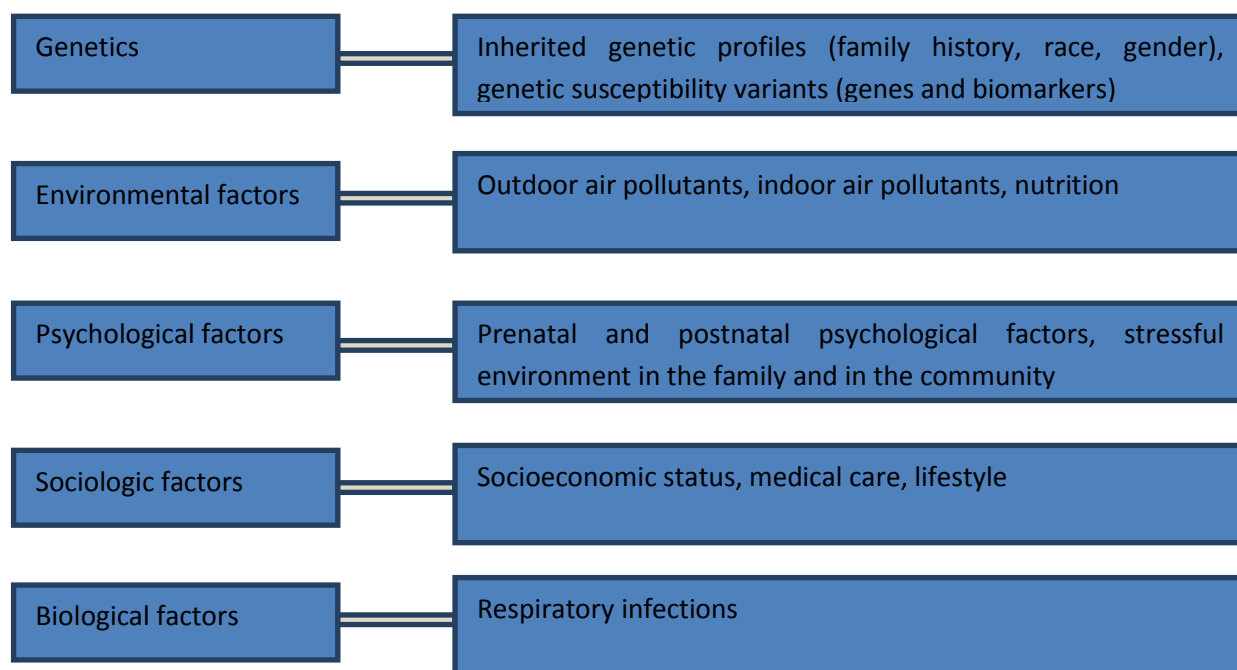 Genetics
Inherited genetic profiles (family history, race, gender),
genetic susceptibility variants (genes and biomarkers)
Environmental factors
Outdoor air pollutants, indoor air pollutants, nutrition
Psychological factors
Prenatal and postnatal psychological factors, stressful
environment in the family and in the community
Sociologic factors
Socioeconomic status, medical care, lifestyle
Biological factors
Respiratory infections